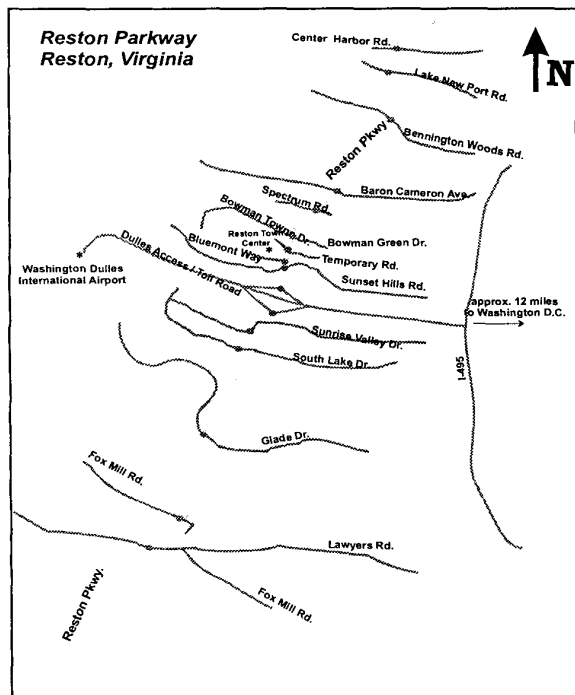 Reston Parkway
Reston, Virginia
N
Center Harbor Rd.
Lake New Port Rd.
Bennington Woods Rd.
Reston Pkwy
Baron Cameron Ave.
Spectrum Rd.
Bowman Towne Dr.
Bowman Green Dr.
Reston Town
Center
Temporary Rd.
Bluemont Way
Sunset Hills Rd.
Dulles Access / Toll Road
Washington Dulles
International Airport
approx. 12 miles
to Washington D.C.
Sunrise Valley Dr.
South Lake Dr.
I-495
Glade Dr.
Fox Mill Rd.
Lawyers Rd.
Fox Mill Rd.
Reston Pkwy.